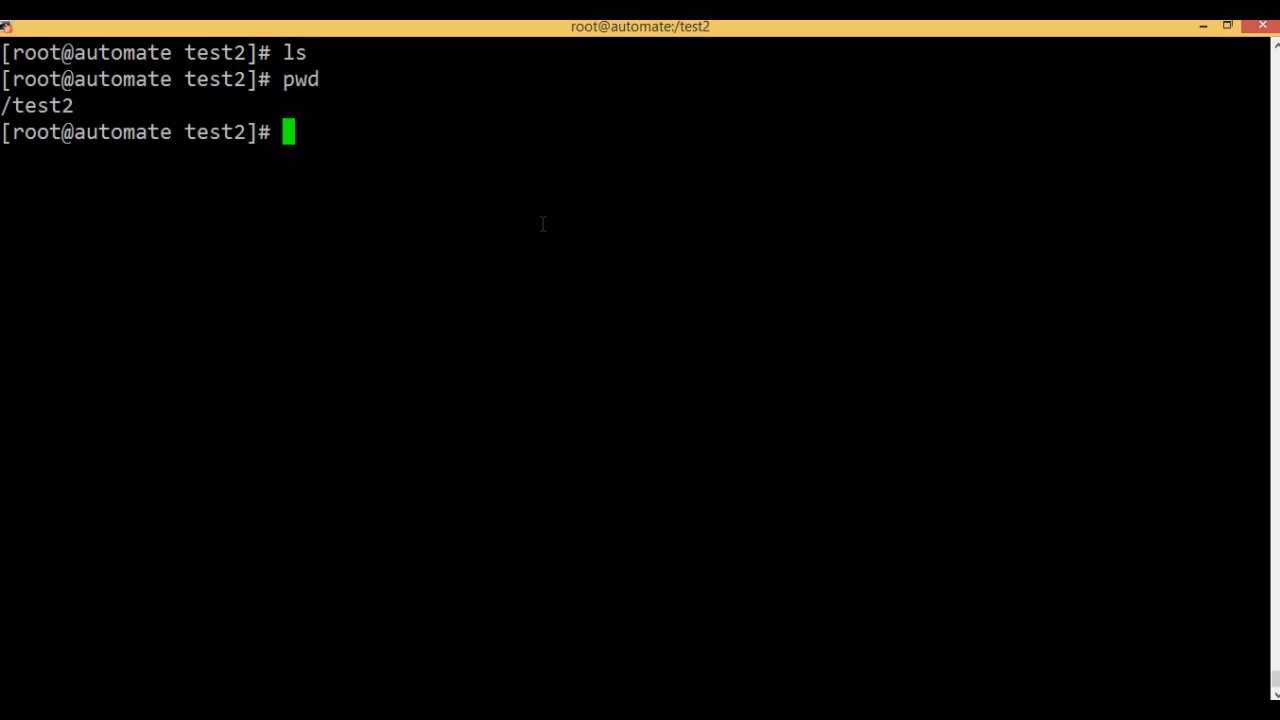 root@automate:/test2
[root@automate test2]# ls
[root@automate test2]# pwd
/test2
[root@automate test2]#